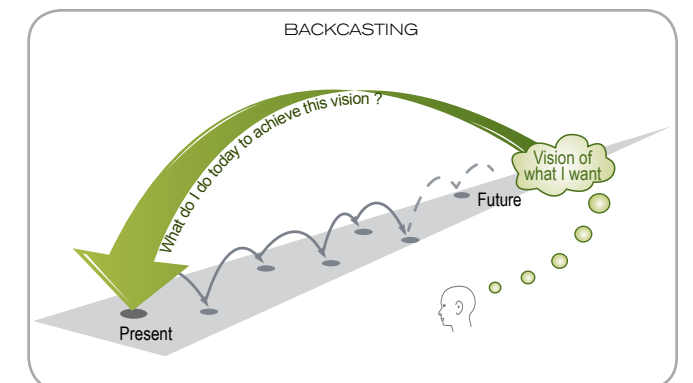 BACKCASTING
What do I do today to achieve this vision ?
Vision of
what I want
Future
Present